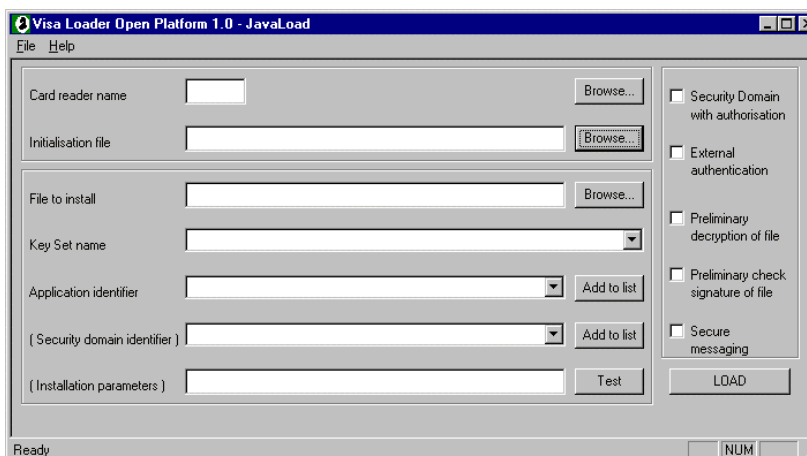 Visa Loader Open Platform 1.0 - JavaLoad
File Help
Card reader name
Browse...
Initialisation file
Browse...
File to install
Browse...
Key Set name
Application identifier
Add to list
( Security domain identifier )
Add to list
( Installation parameters )
Test
Security Domain
with authorisation
External
authentication
Preliminary
decryption of file
Preliminary check
signature of file
Secure
messaging
LOAD
Ready
NUM